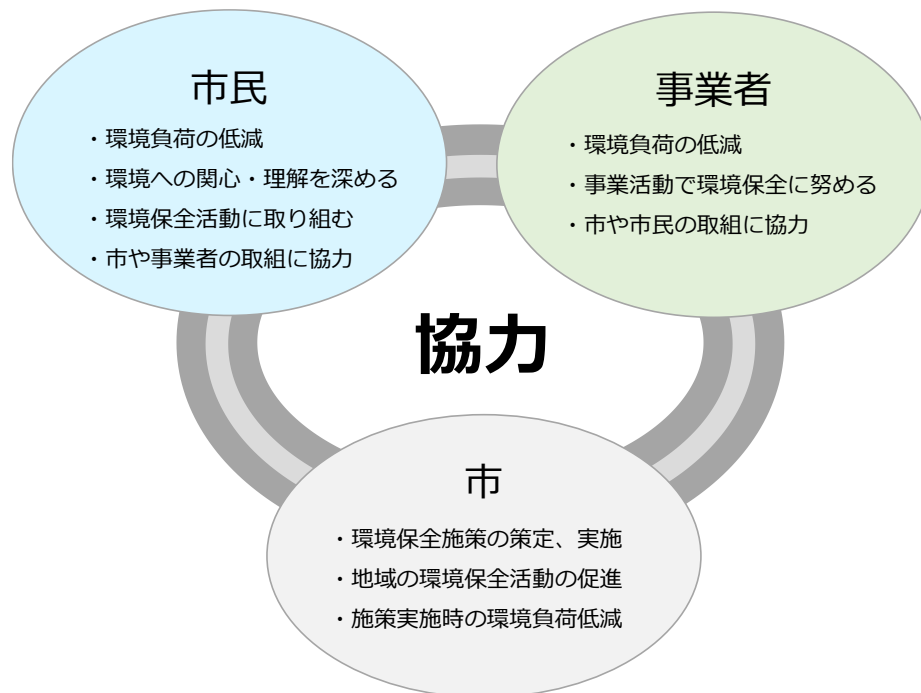 市民
・環境負荷の低減
・環境への関心・理解を深める
・環境保全活動に取り組む
・市や事業者の取組に協力
事業者
・環境負荷の低減
・事業活動で環境保全に努める
・市や市民の取組に協力
協力
市
・環境保全施策の策定、実施
・地域の環境保全活動の促進
・施策実施時の環境負荷低減